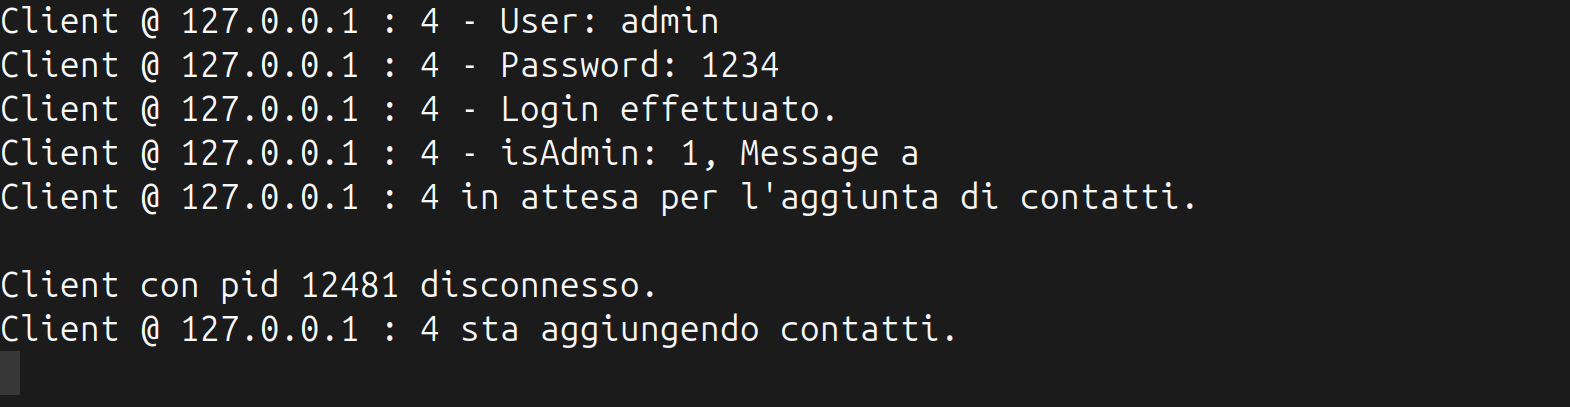 Client @ 127.0.0.1 : 4 - User: admin
Client @ 127.0.0.1 : 4 - Password: 1234
Client @ 127.0.0.1 : 4 - Login effettuato.
Client @ 127.0.0.1 : 4 - isAdmin: 1, Message a
Client @ 127.0.0.1 : 4 in attesa per l'aggiunta di contatti.
Client con pid 12481 disconnesso.
Client @ 127.0.0.1 : 4 sta aggiungendo contatti.